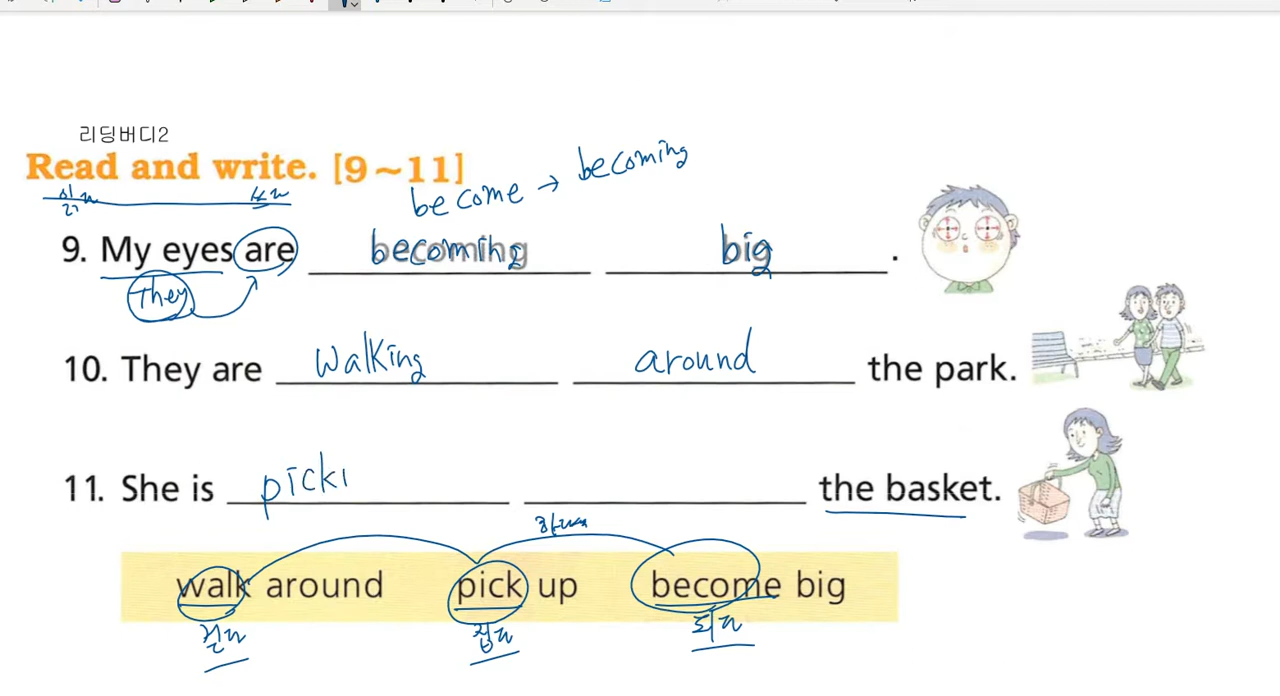 리딩버디2
Read and write. [9~11]
become → becoming
읽고 쓰기
9. My eyes are becoming big.
They
10. They are walking around the park.
11. She is picki the basket.
walk around pick up become big
걷다 집다 되다